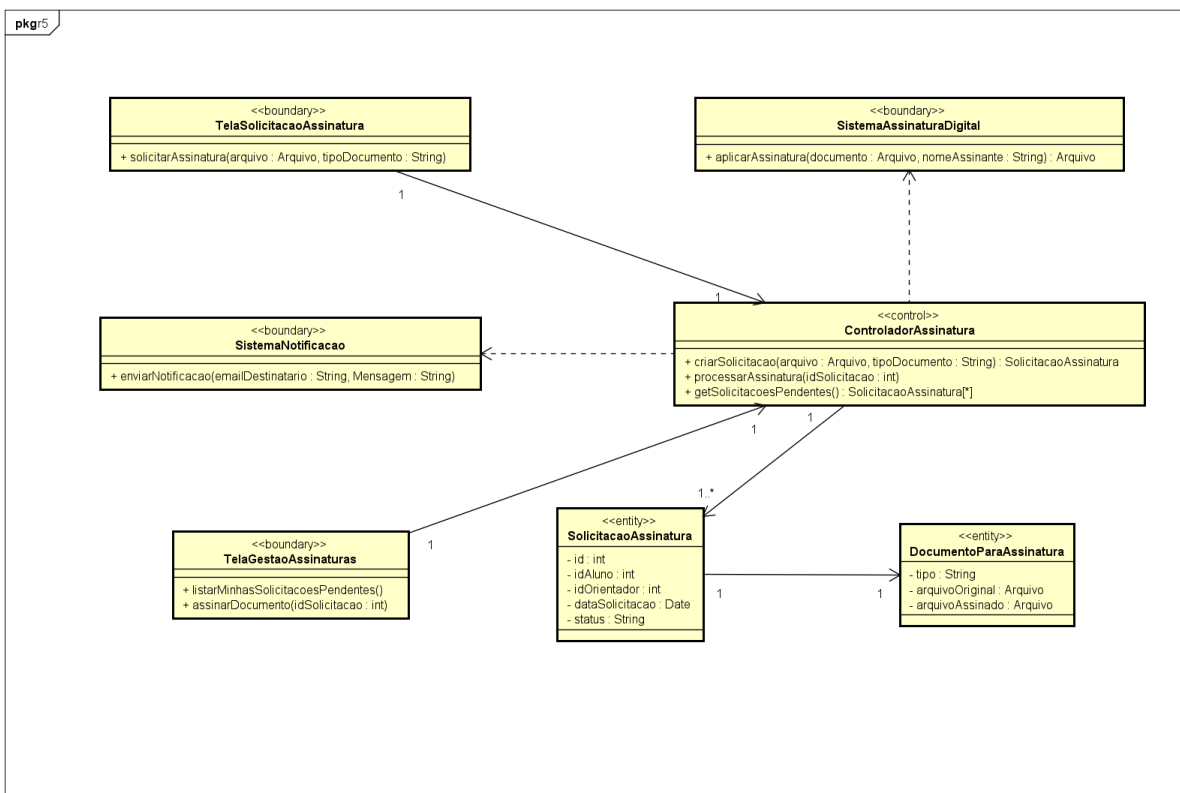 pkg r5
<<boundary>>
TelaSolicitacaoAssinatura
+ solicitarAssinatura(arquivo : Arquivo, tipoDocumento : String)
<<boundary>>
SistemaAssinaturaDigital
+ aplicarAssinatura(documento : Arquivo, nomeAssinante : String) : Arquivo
1
1
<<control>>
ControladorAssinatura
+ criarSolicitacao(arquivo : Arquivo, tipoDocumento : String) : SolicitacaoAssinatura
+ processarAssinatura(idSolicitacao : int)
+ getSolicitacoesPendentes() : SolicitacaoAssinatura[*]
<<boundary>>
SistemaNotificacao
+ enviarNotificacao(emailDestinatario : String, Mensagem : String)
1
1
1..*
1
<<boundary>>
TelaGestaoAssinaturas
+ listarMinhasSolicitacoesPendentes()
+ assinarDocumento(idSolicitacao : int)
<<entity>>
SolicitacaoAssinatura
- id : int
- idAluno : int
- idOrientador : int
- dataSolicitacao : Date
- status : String
1
1
<<entity>>
DocumentoParaAssinatura
- tipo : String
- arquivoOriginal : Arquivo
- arquivoAssinado : Arquivo